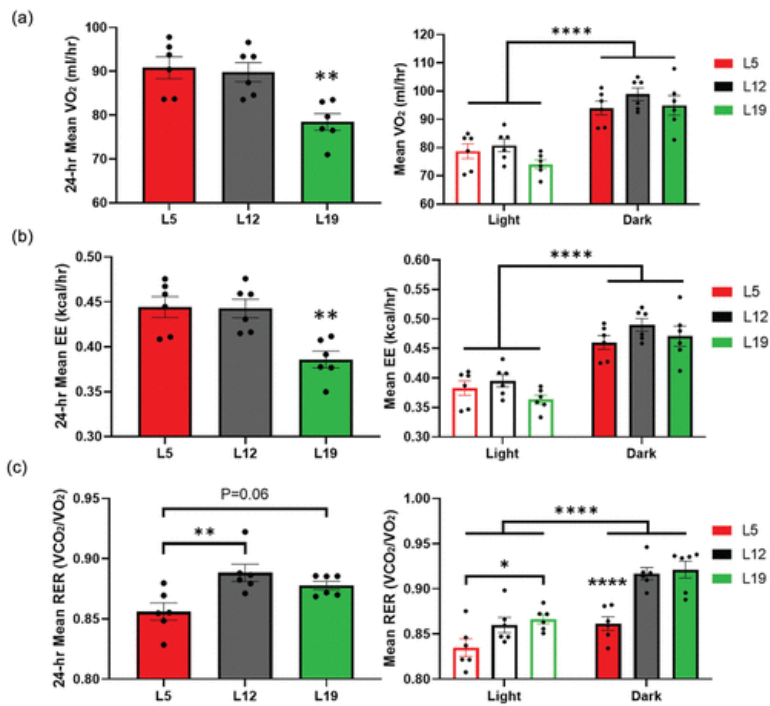 (a)
24-hr Mean VO₂ (ml/hr)
100
90
80
70
60
**
L5
L12
L19
Mean VO₂ (ml/hr)
120
110
100
90
80
70
60
****
Light
Dark
L5
L12
L19
(b)
24-hr Mean EE (kcal/hr)
0.50
0.45
0.40
0.35
0.30
**
L5
L12
L19
Mean EE (kcal/hr)
0.60
0.55
0.50
0.45
0.40
0.35
0.30
****
Light
Dark
L5
L12
L19
(c)
24-hr Mean RER (VCO₂/VO₂)
0.95
0.90
0.85
0.80
P=0.06
**
L5
L12
L19
Mean RER (VCO₂/VO₂)
1.00
0.95
0.90
0.85
0.80
****
*
****
Light
Dark
L5
L12
L19